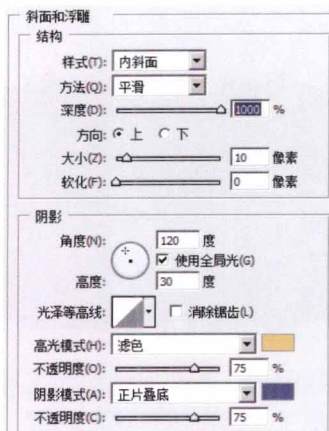 斜面和浮雕
结构
样式(T): 内斜面
方法(Q): 平滑
深度(D): 1000 %
方向: 上 下
大小(Z): 10 像素
软化(F): 0 像素
阴影
角度(N): 120 度
使用全局光(G)
高度: 30 度
光泽等高线: 消除锯齿(L)
高光模式(H): 滤色
不透明度(O): 75 %
阴影模式(A): 正片叠底
不透明度(C): 75 %